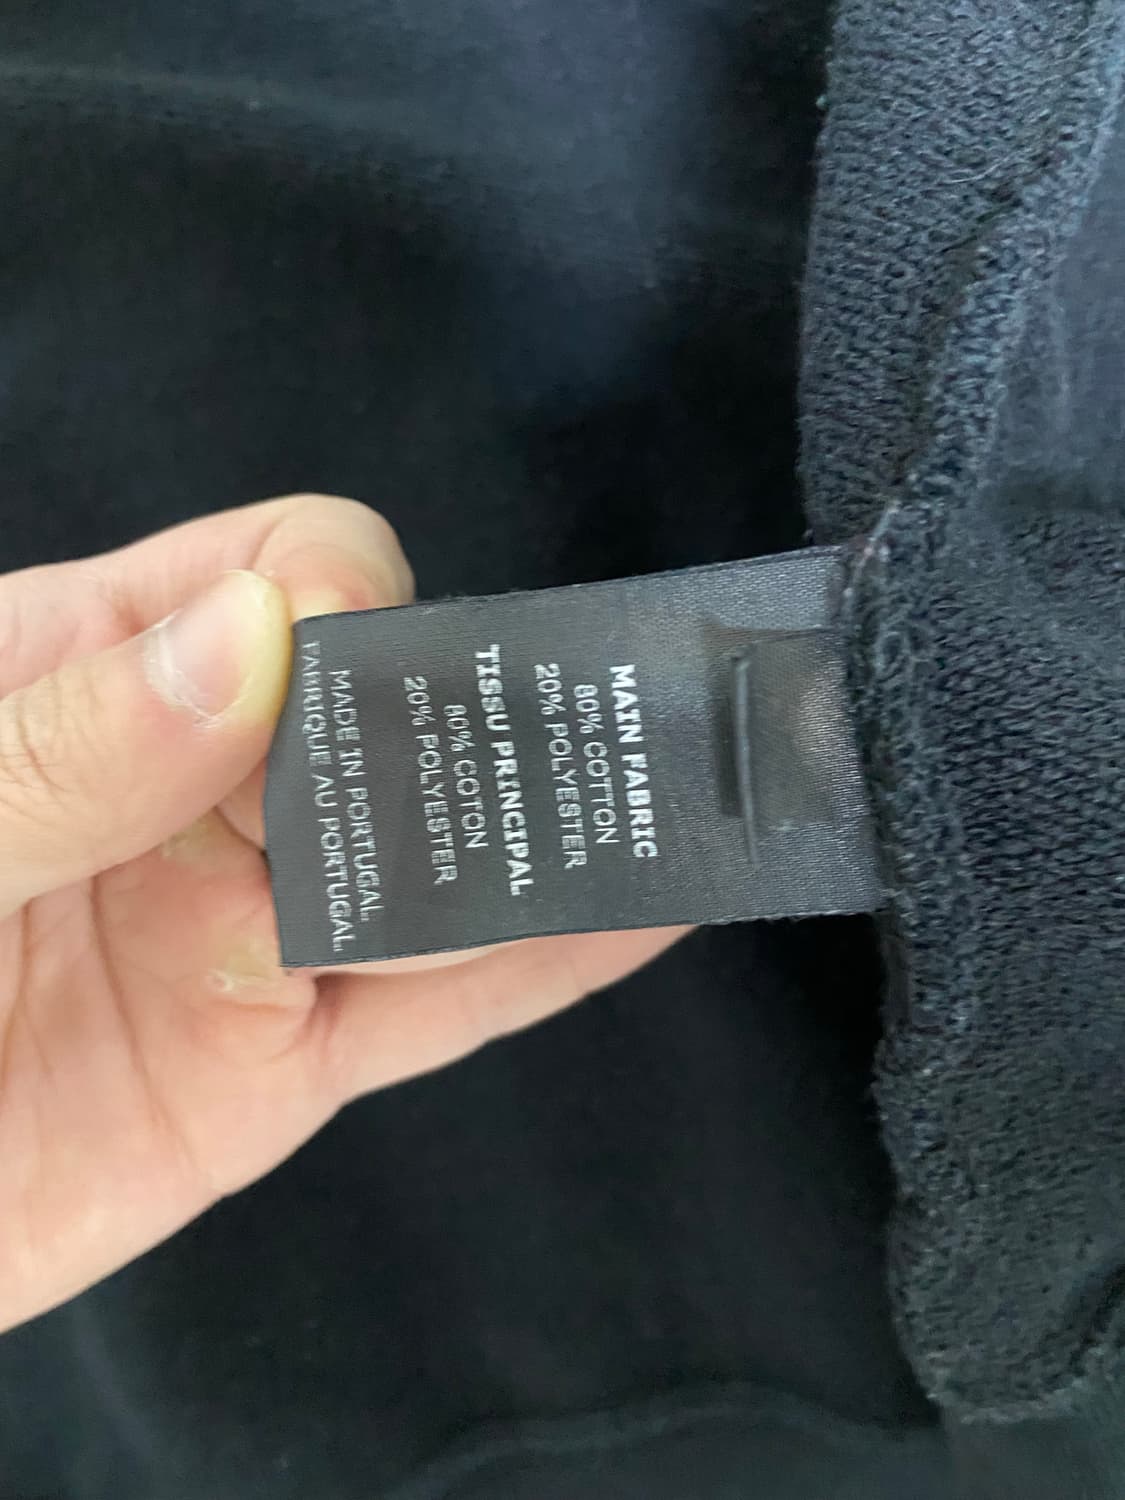 MAIN FABRIC
80% COTTON
20% POLYESTER
TISSU PRINCIPAL
80% COTON
20% POLYESTER
MADE IN PORTUGAL.
FABRIQUE AU PORTUGAL.